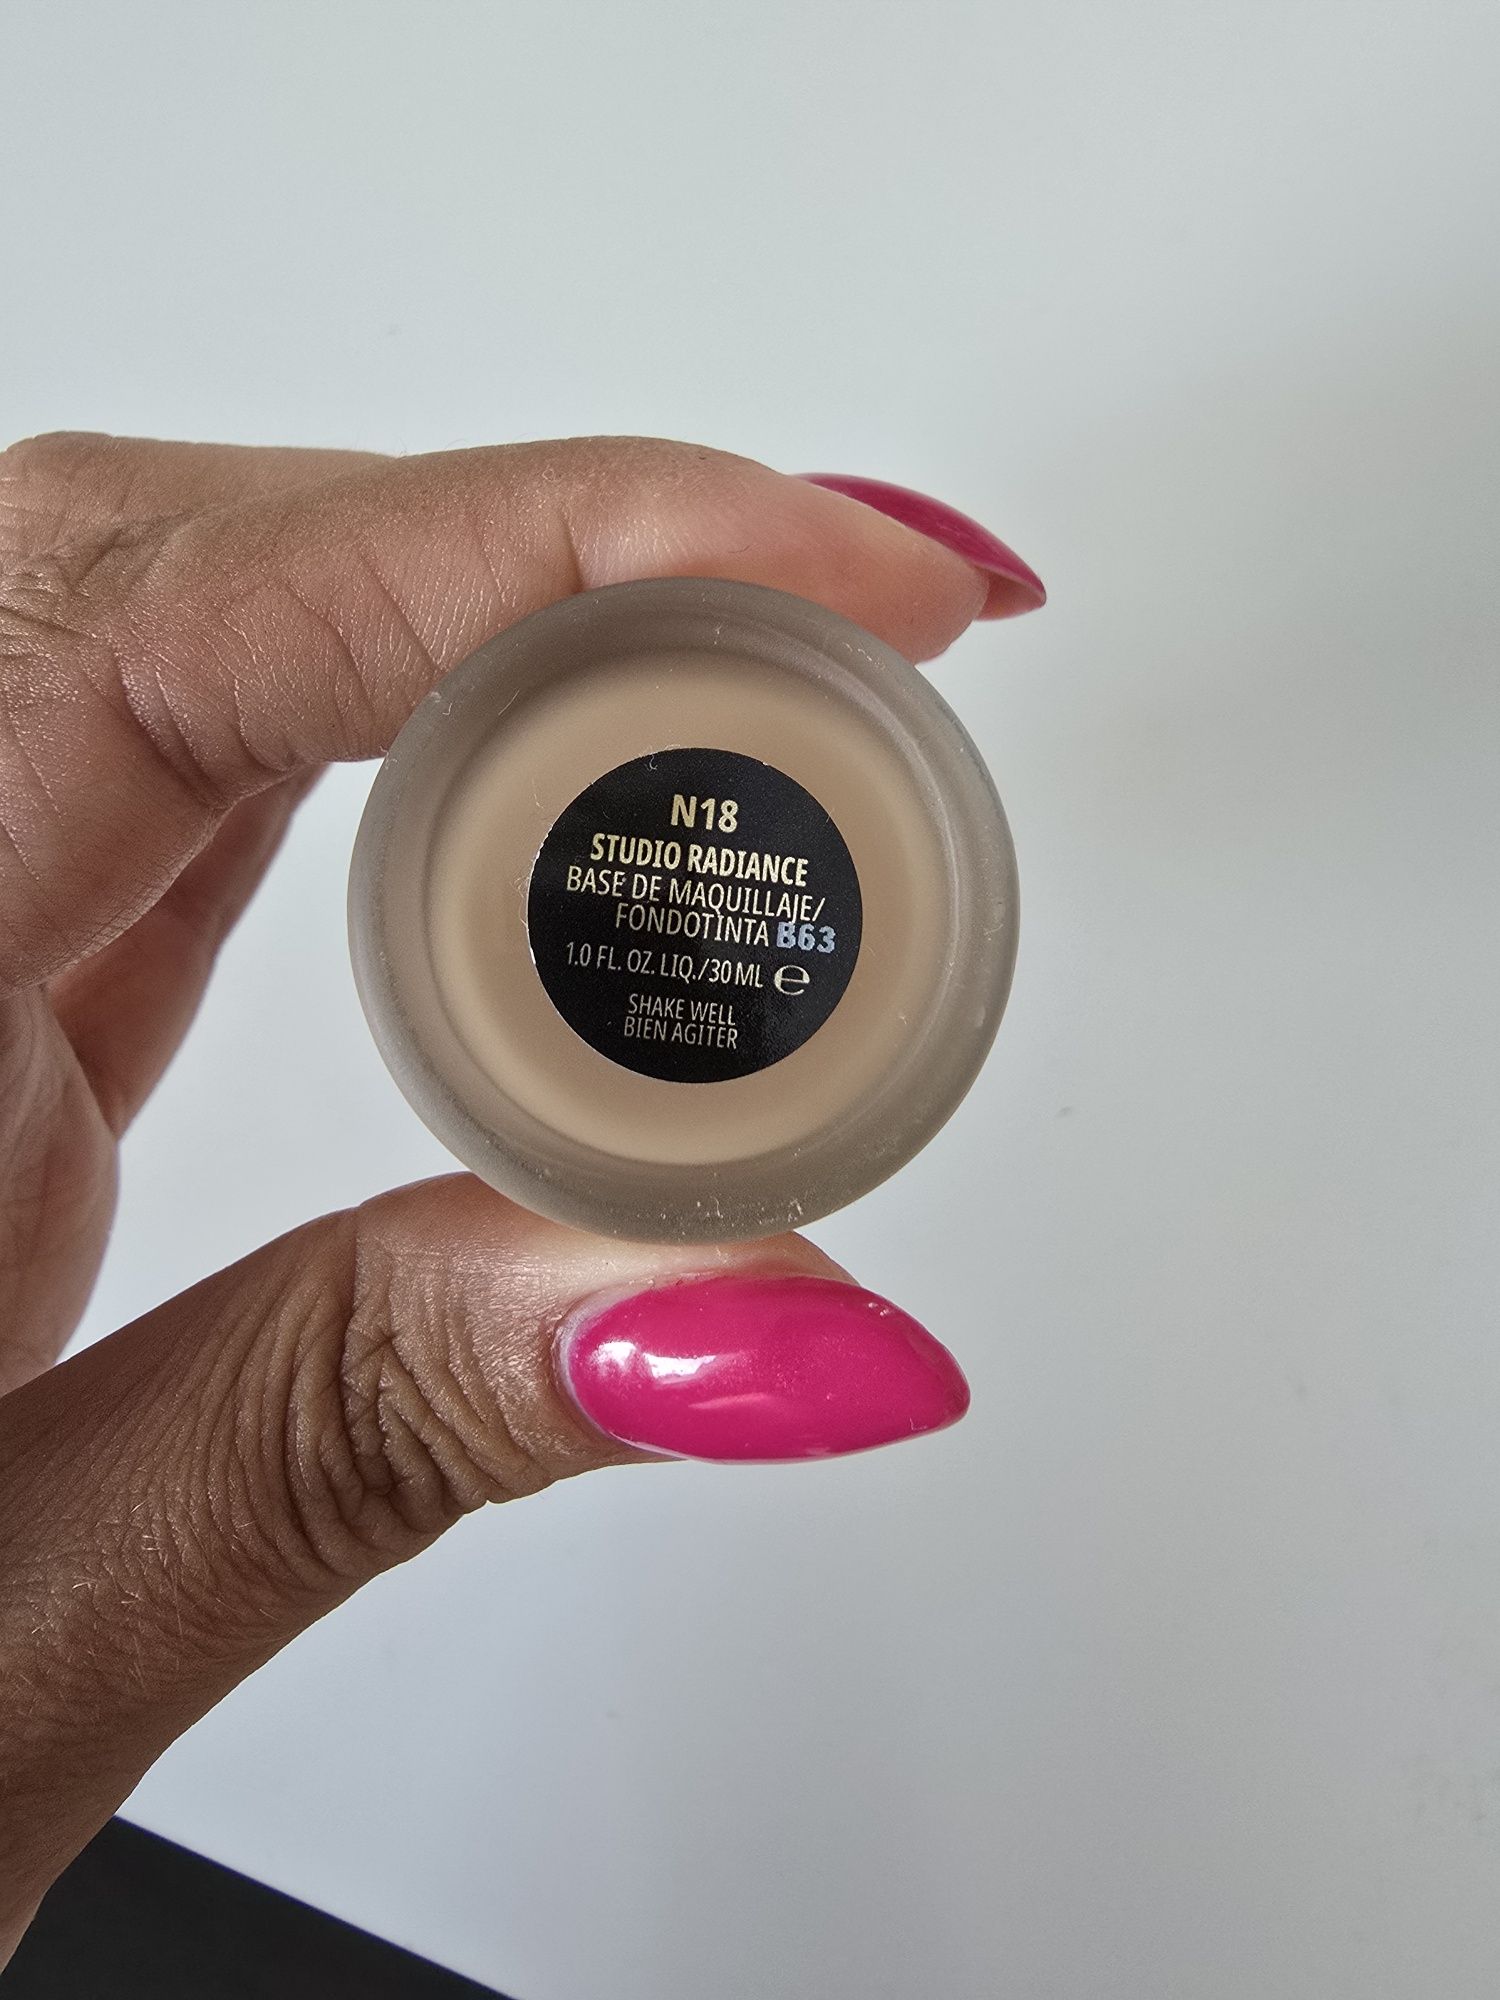 N18
STUDIO RADIANCE
BASE DE MAQUILLAJE/
FONDOTINTA B63
1.0 FL. OZ. LIQ./30 ML ℮
SHAKE WELL
BIEN AGITER